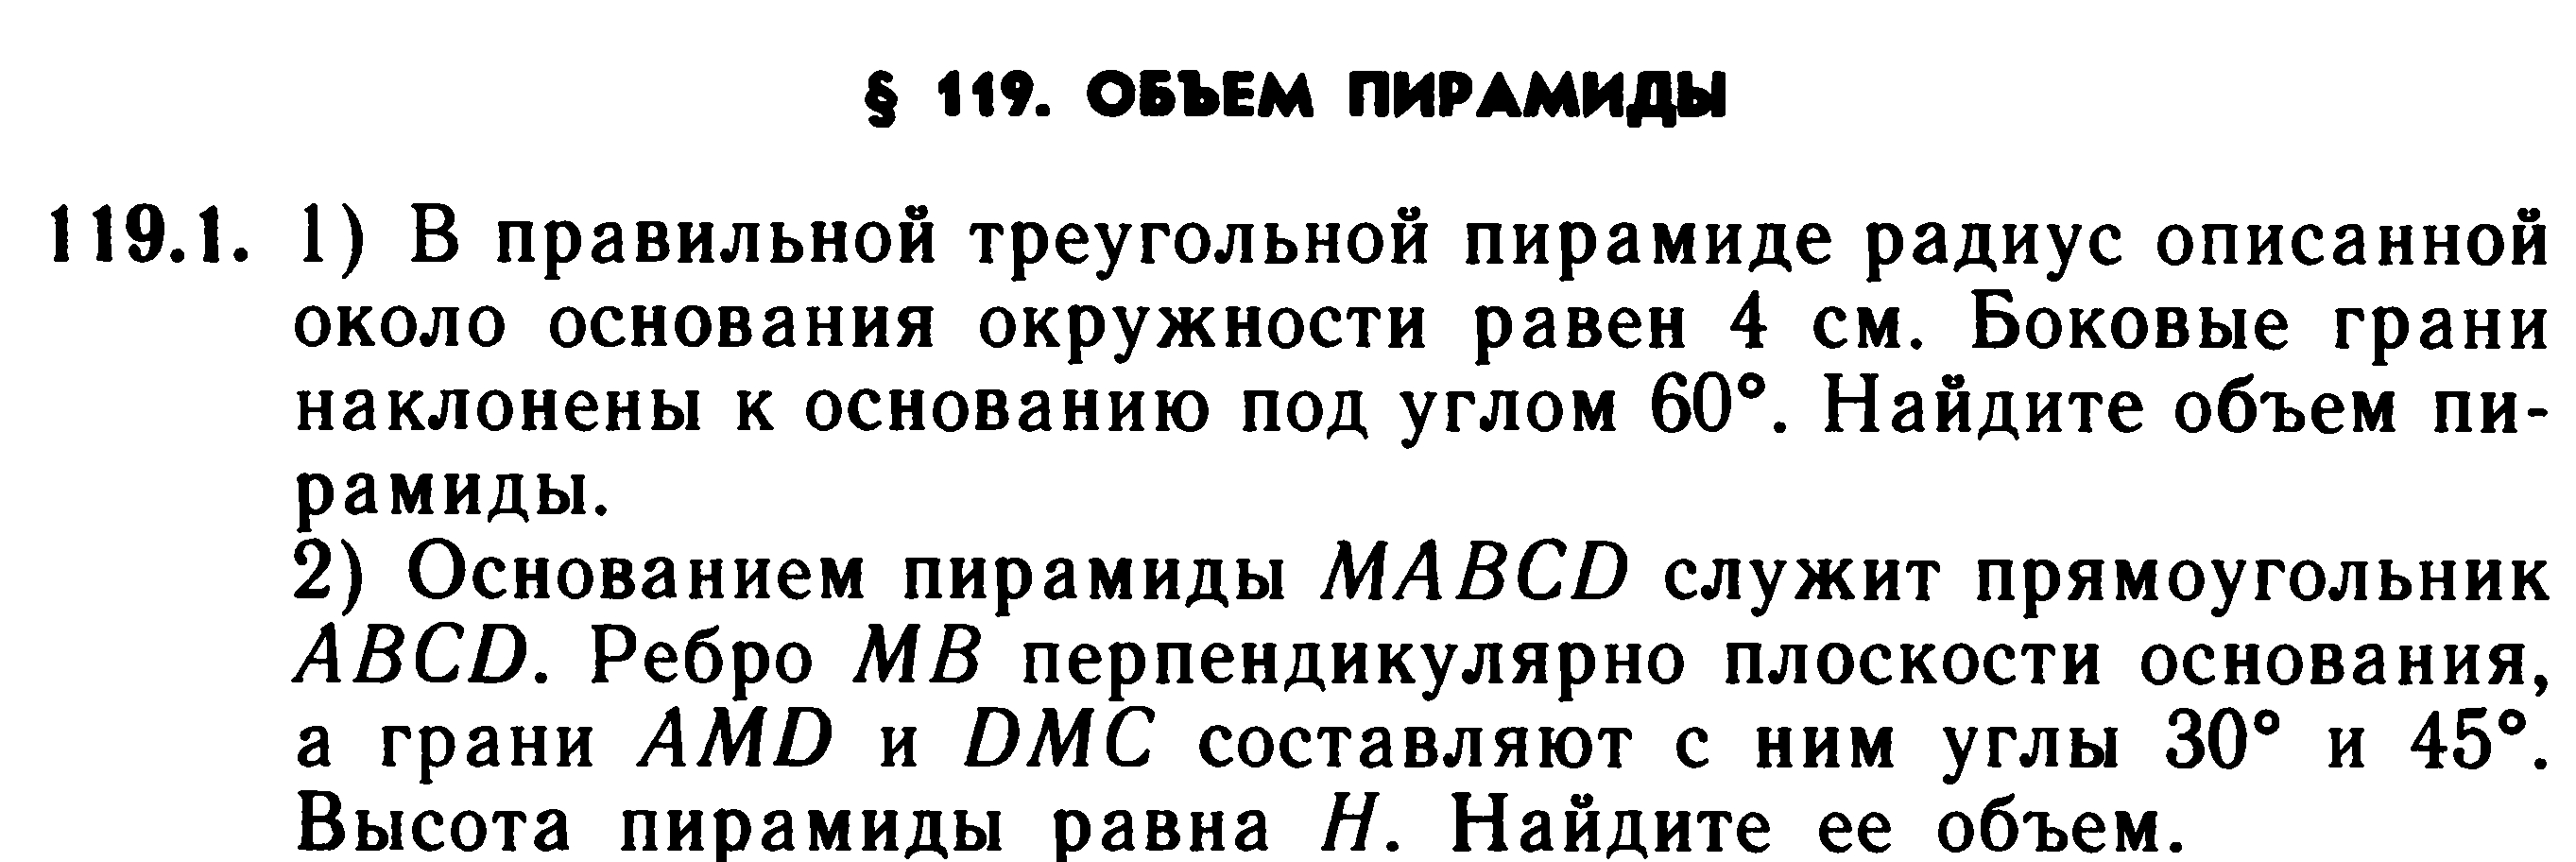 § 119. ОБЪЕМ ПИРАМИДЫ
119.1. 1) В правильной треугольной пирамиде радиус описанной
около основания окружности равен 4 см. Боковые грани
наклонены к основанию под углом 60°. Найдите объем пи-
рамиды.
2) Основанием пирамиды MABCD служит прямоугольник
ABCD. Ребро MB перпендикулярно плоскости основания,
а грани AMD и DMC составляют с ним углы 30° и 45°.
Высота пирамиды равна H. Найдите ее объем.